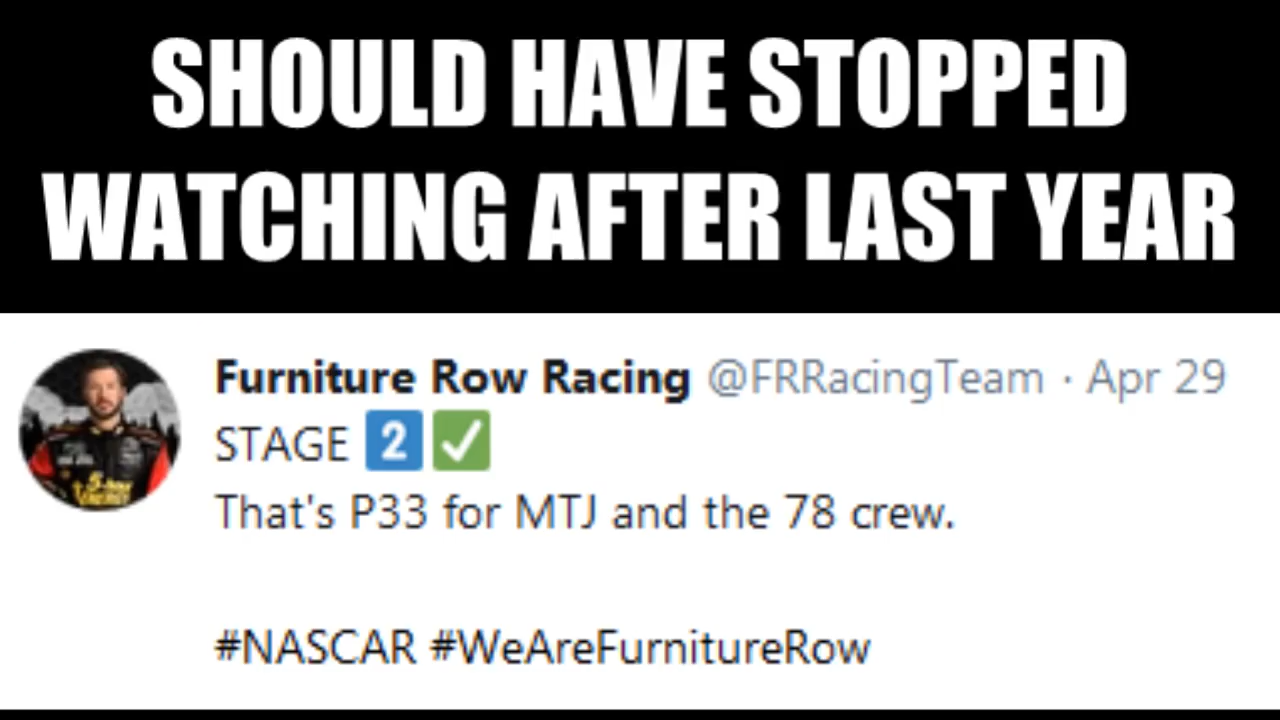 SHOULD HAVE STOPPED
WATCHING AFTER LAST YEAR
Furniture Row Racing @FRRacingTeam · Apr 29
STAGE 2️⃣ ✅
That's P33 for MTJ and the 78 crew.
#NASCAR #WeAreFurnitureRow